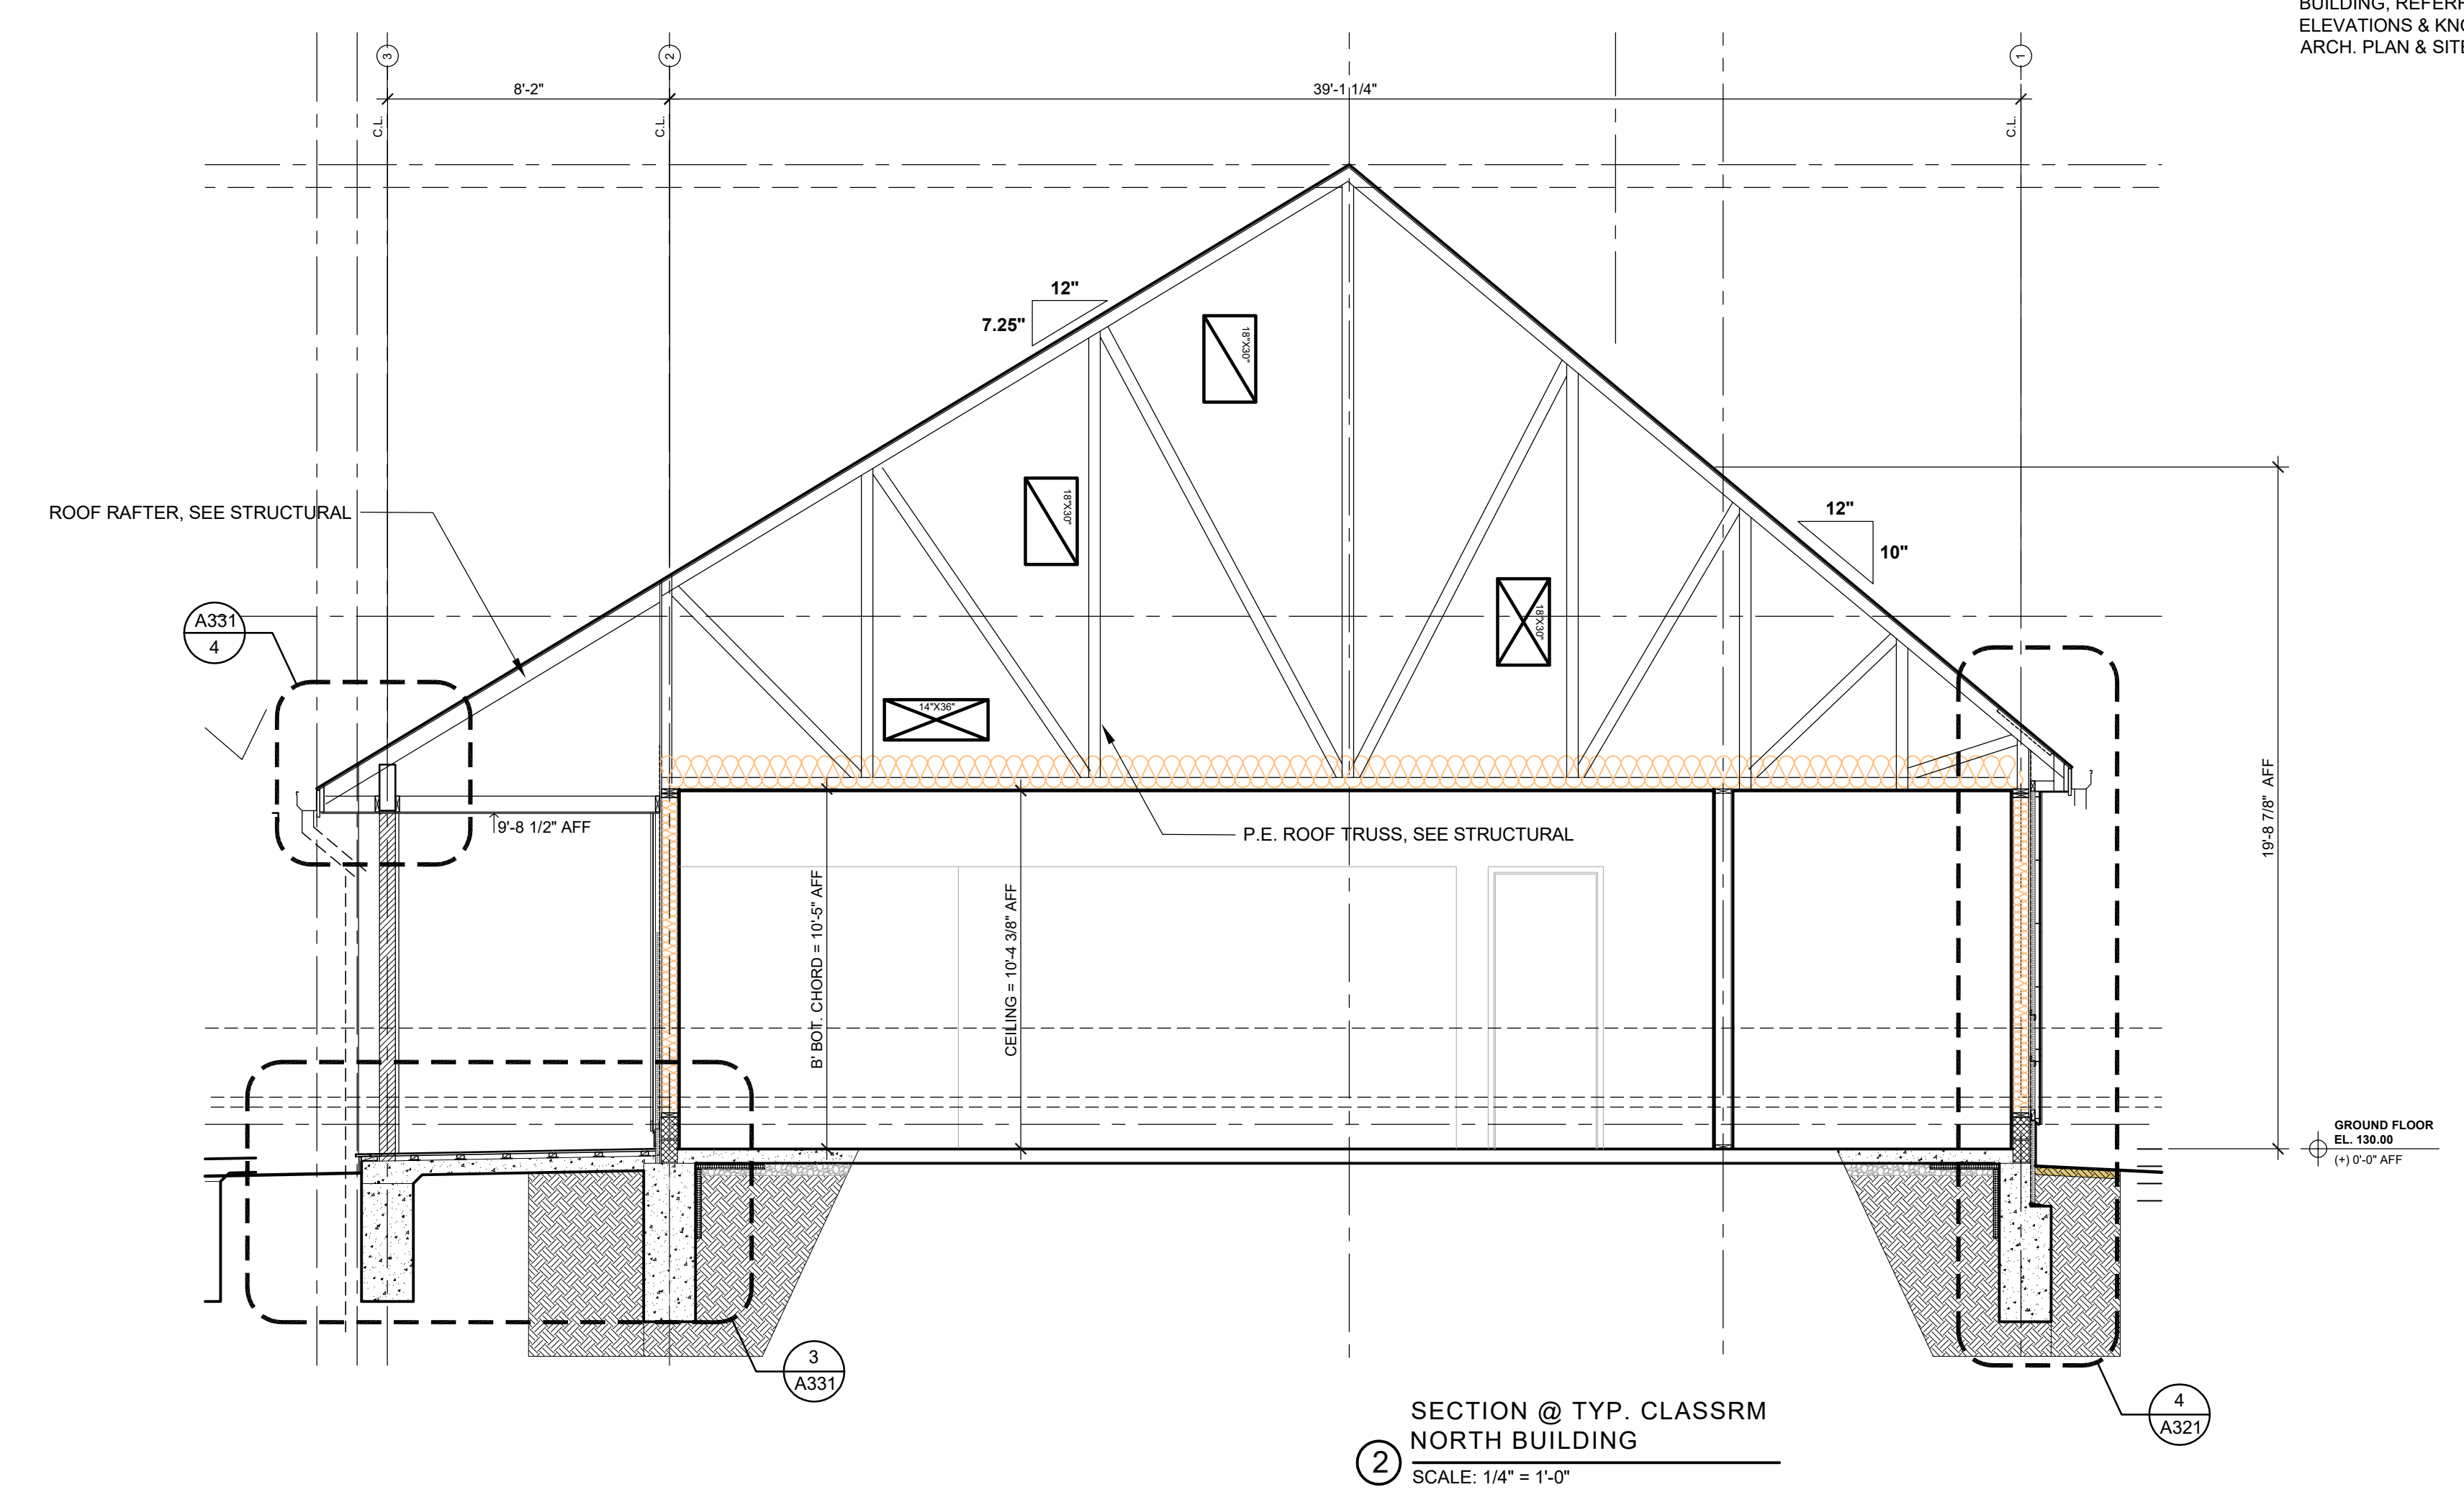 BUILDING, REFER
ELEVATIONS & KN
ARCH. PLAN & SITE
3
2
1
8'-2"
39'-1 1/4"
C.L.
C.L.
C.L.
12"
7.25"
18"X30"
18"X30"
ROOF RAFTER, SEE STRUCTURAL
12"
10"
18"X30"
A331
4
14"X36"
9'-8 1/2" AFF
P.E. ROOF TRUSS, SEE STRUCTURAL
19'-8 7/8" AFF
B' BOT. CHORD = 10'-5" AFF
CEILING = 10'-4 3/8" AFF
GROUND FLOOR
EL. 130.00
(+) 0'-0" AFF
3
A331
4
A321
2
SECTION @ TYP. CLASSRM
NORTH BUILDING
SCALE: 1/4" = 1'-0"